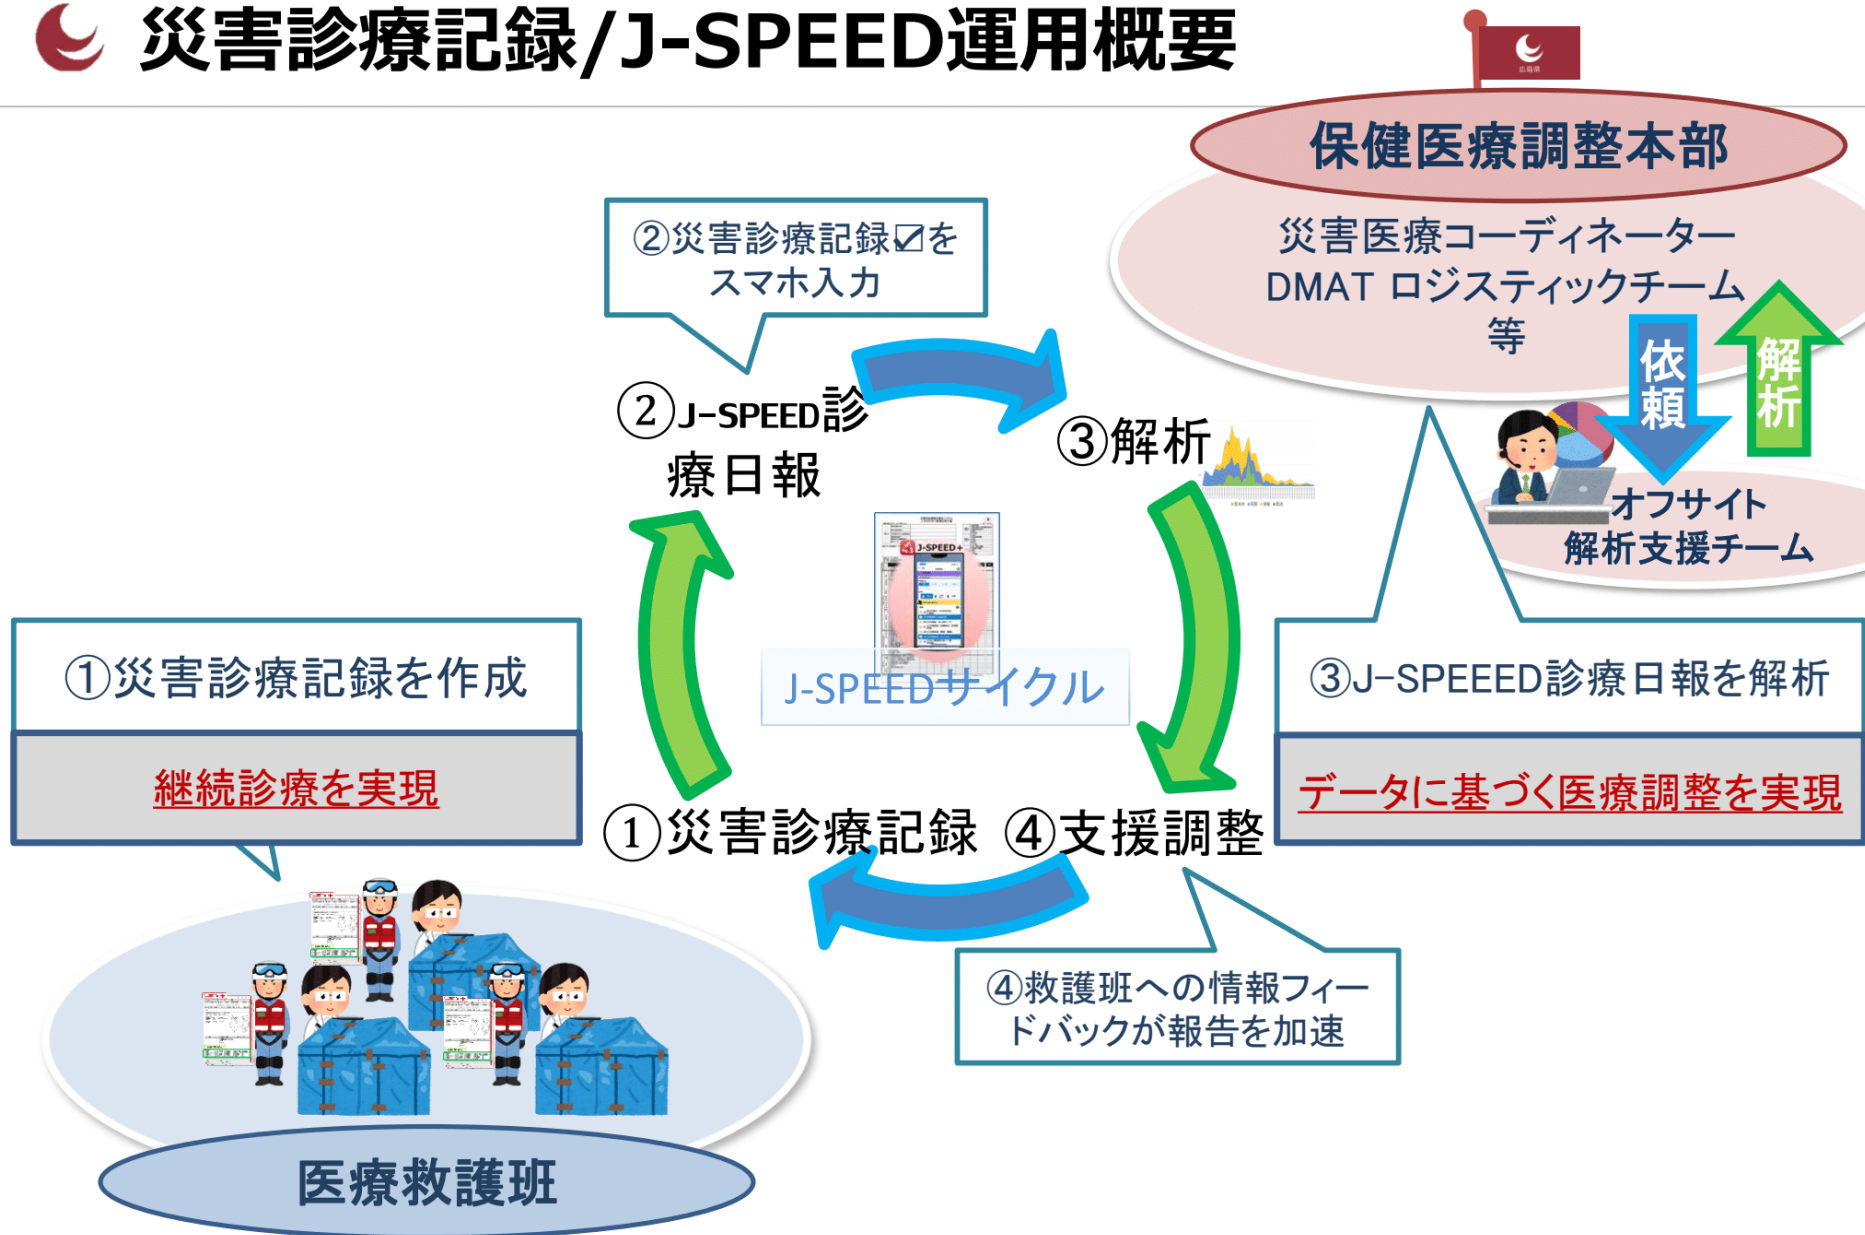 災害診療記録/J-SPEED運用概要
広島県
保健医療調整本部
災害医療コーディネーター
DMAT ロジスティックチーム
等
依頼
解析
オフサイト
解析支援チーム
②災害診療記録☑を
スマホ入力
②J-SPEED診
療日報
③解析
J-SPEED+
J-SPEEDサイクル
①災害診療記録を作成
継続診療を実現
③J-SPEEED診療日報を解析
データに基づく医療調整を実現
①災害診療記録
④支援調整
④救護班への情報フィー
ドバックが報告を加速
医療救護班